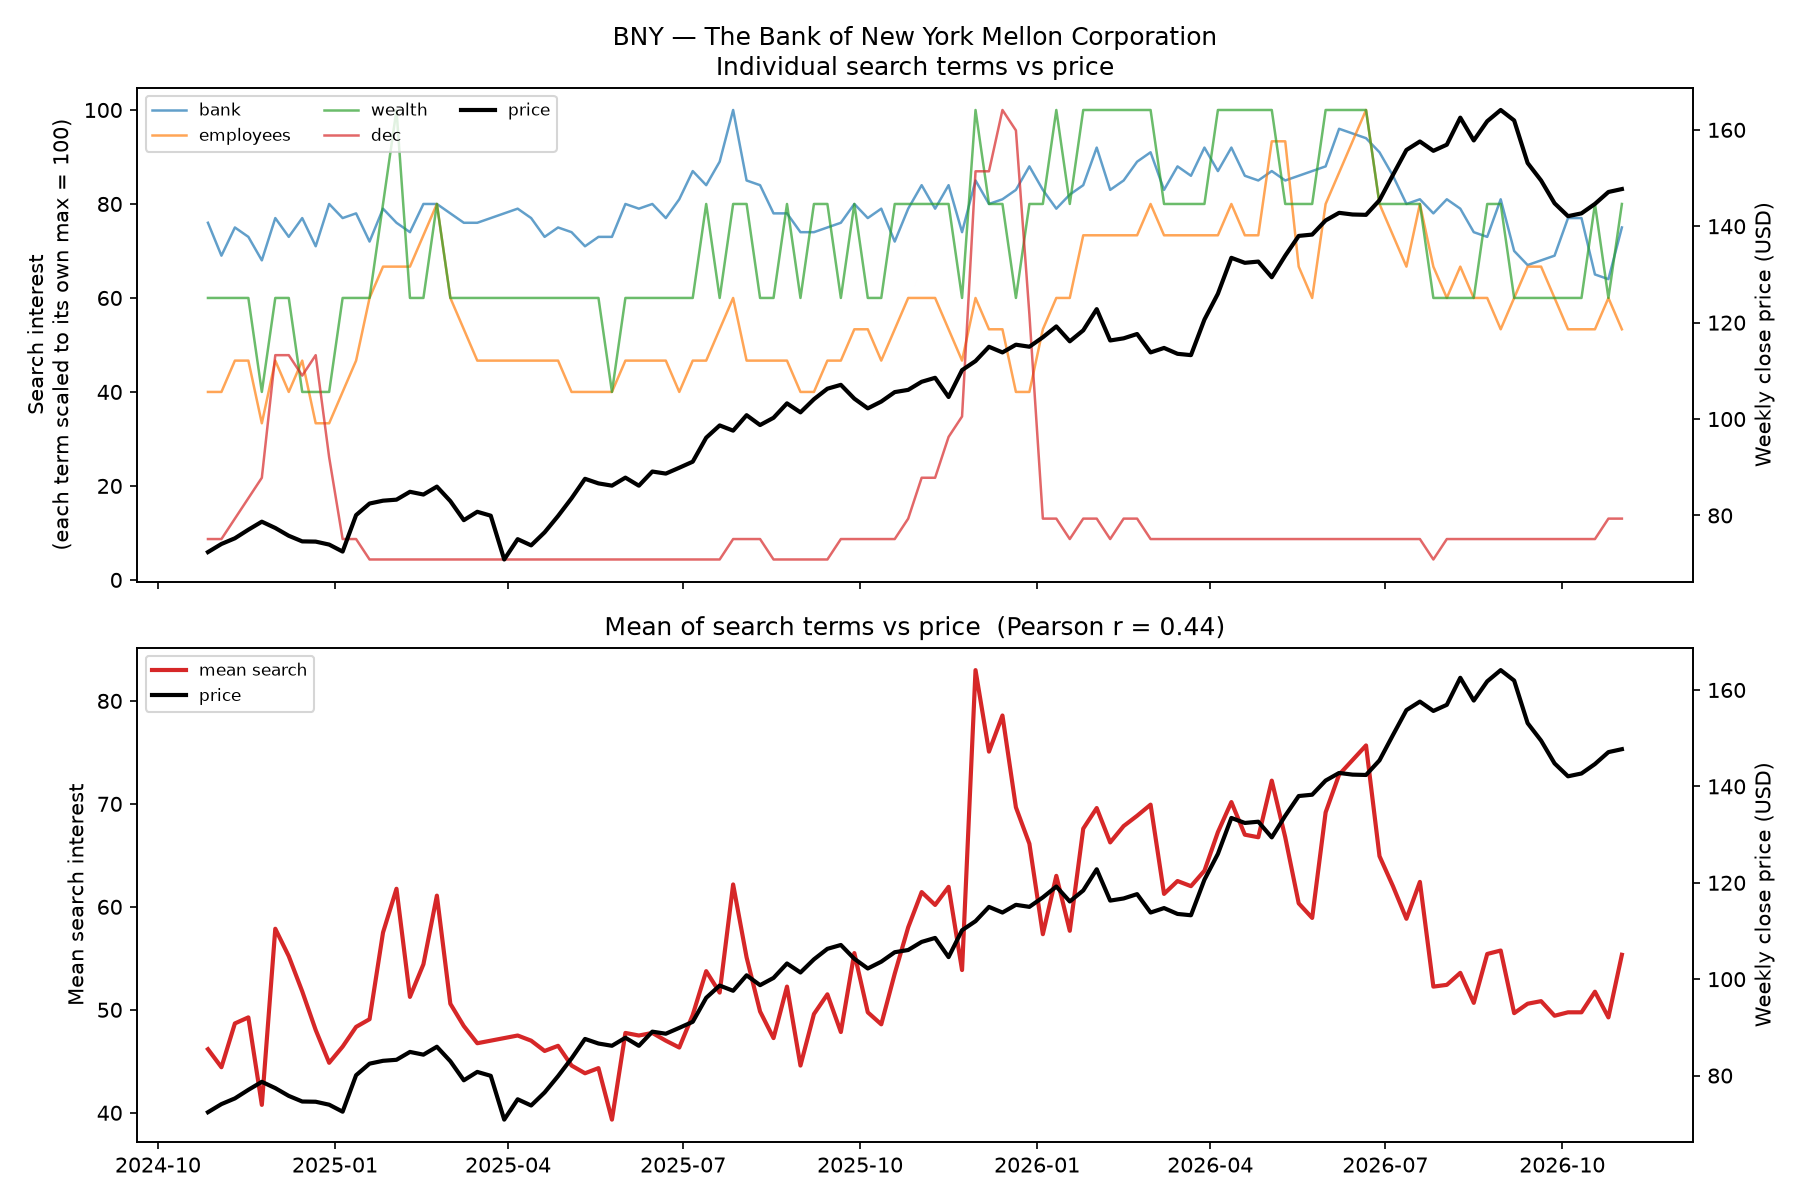 BNY — The Bank of New York Mellon Corporation
Individual search terms vs price
bank
employees
wealth
dec
price
Search interest
(each term scaled to its own max = 100)
100
80
60
40
20
0
160
140
120
100
80
Weekly close price (USD)
Mean of search terms vs price  (Pearson r = 0.44)
mean search
price
Mean search interest
80
70
60
50
40
160
140
120
100
80
Weekly close price (USD)
2024-10
2025-01
2025-04
2025-07
2025-10
2026-01
2026-04
2026-07
2026-10